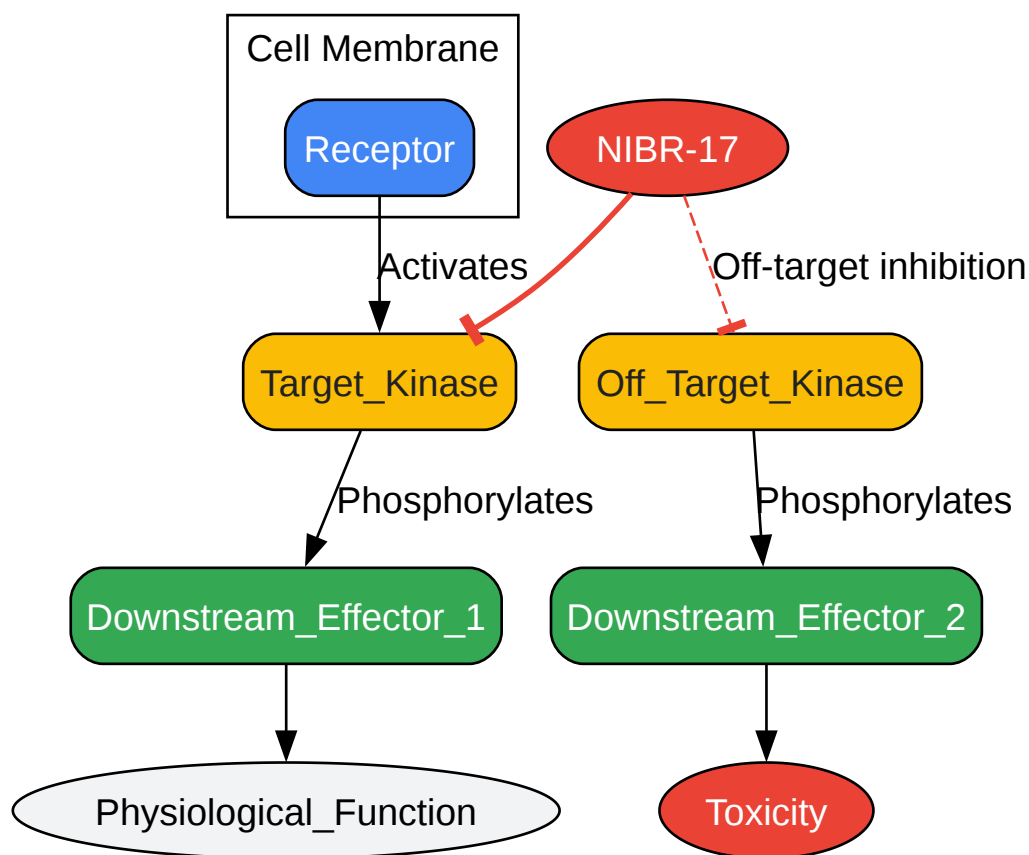 Cell Membrane
Receptor
NIBR-17
Activates
Off-target inhibition
Target_Kinase
Off_Target_Kinase
Phosphorylates
Phosphorylates
Downstream_Effector_1
Downstream_Effector_2
Physiological_Function
Toxicity